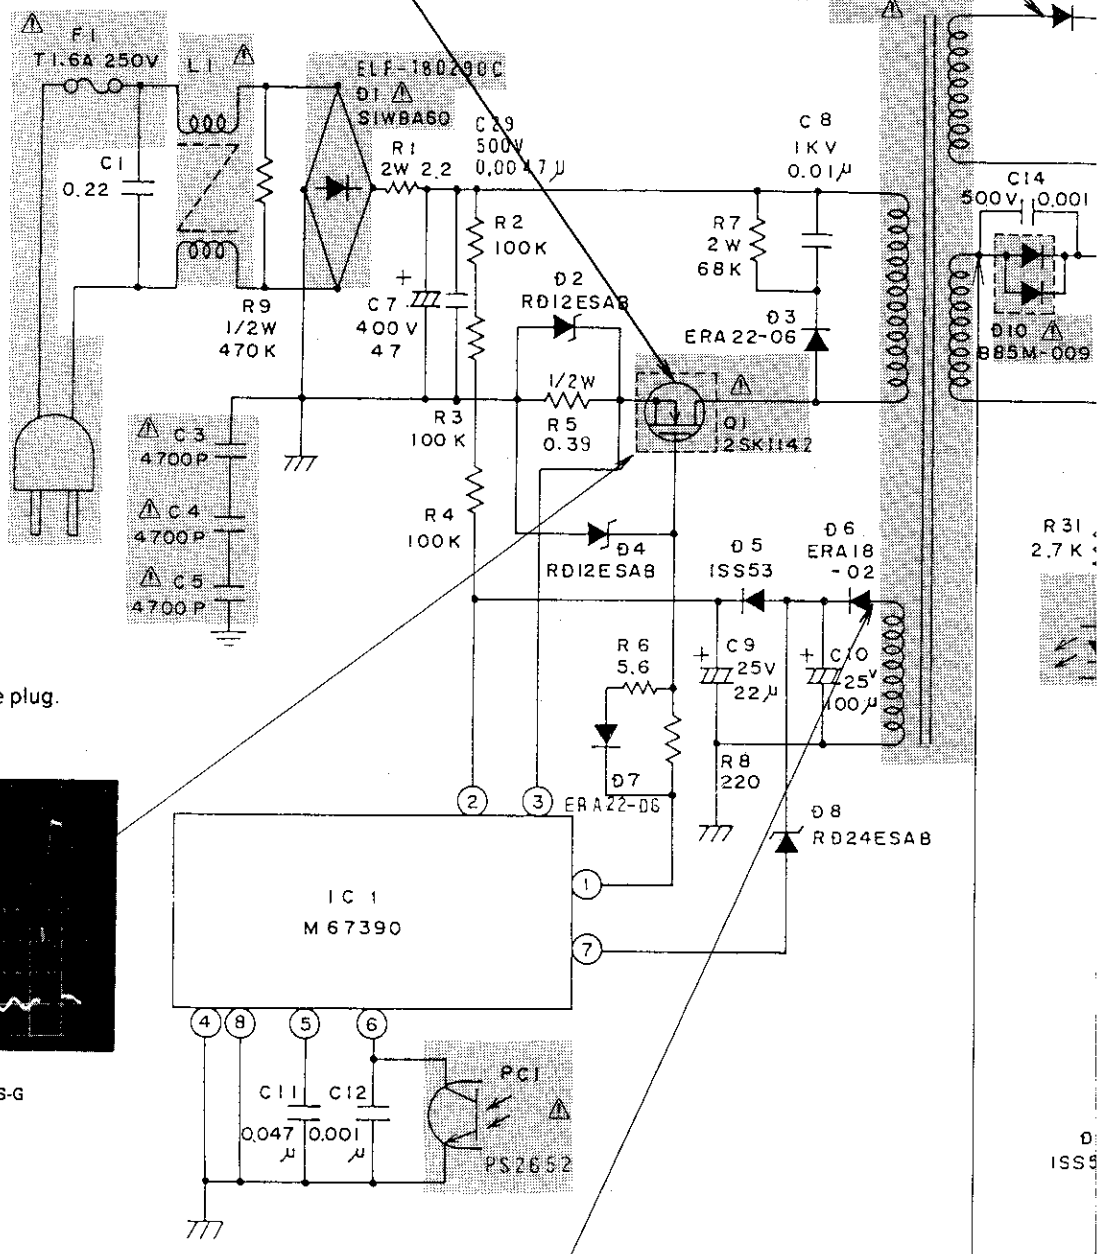 F1
T1.6A 250V
L1
ELF-180290C
D1
S1WBA60
C1
0.22
R1
2W 2.2
C29
500V
0.0047μ
C8
1KV
0.01μ
C14
500V 0.001
R2
100K
R7
2W
68K
D2
RD12ESAB
C7
400V
47
+
D3
ERA22-06
D10
B85M-009
R9
1/2W
470K
1/2W
R5
0.39
R3
100K
Q1
2SK1142
C3
4700P
C4
4700P
C5
4700P
R4
100K
D4
RD12ESAB
D5
ISS53
D6
ERA18
-02
R31
2.7K
R6
5.6
+
C9
25V
22μ
+
C10
25V
100μ
e plug.
R8
220
D7
ERA22-06
D8
RD24ESAB
2
3
IC 1
M67390
1
7
4
8
5
6
S-G
C11
0.047
μ
C12
0.001
μ
PC1
PS2652
D
ISS5